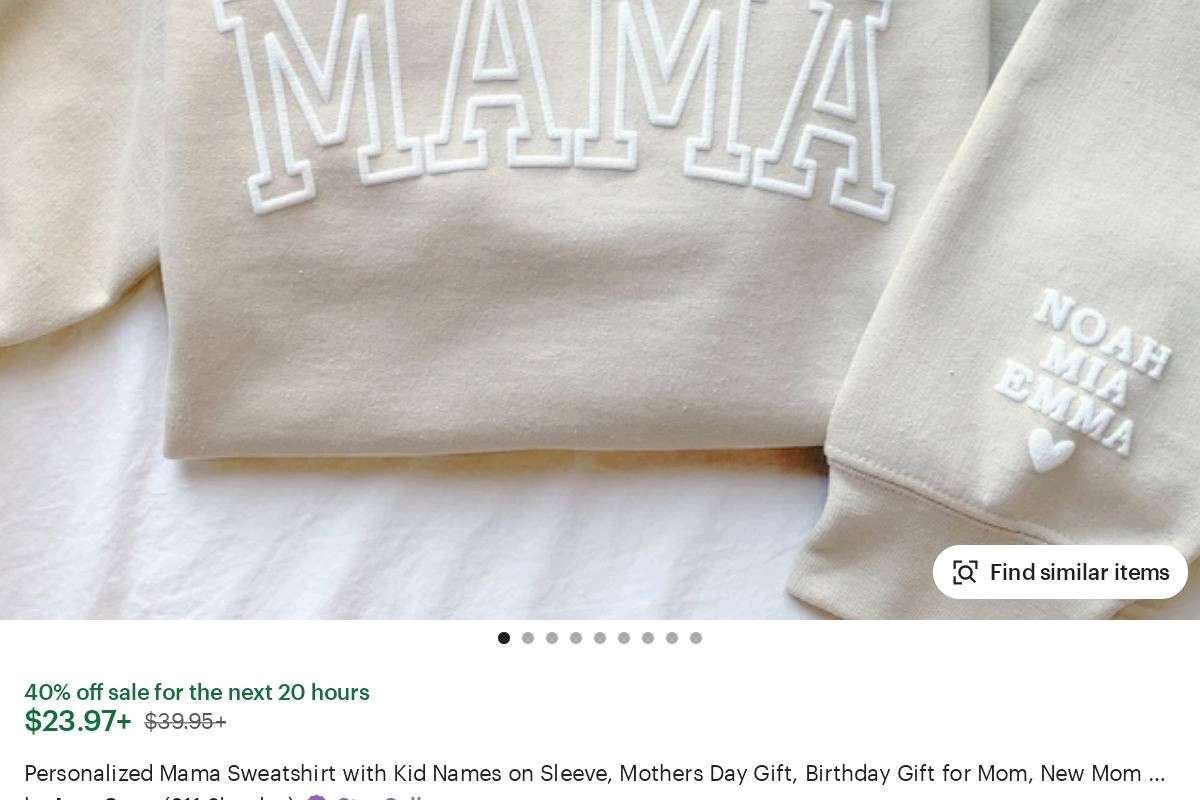 MAMA
NOAH
MIA
EMMA
Find similar items
40% off sale for the next 20 hours
$23.97+ $39.95+
Personalized Mama Sweatshirt with Kid Names on Sleeve, Mothers Day Gift, Birthday Gift for Mom, New Mom ...